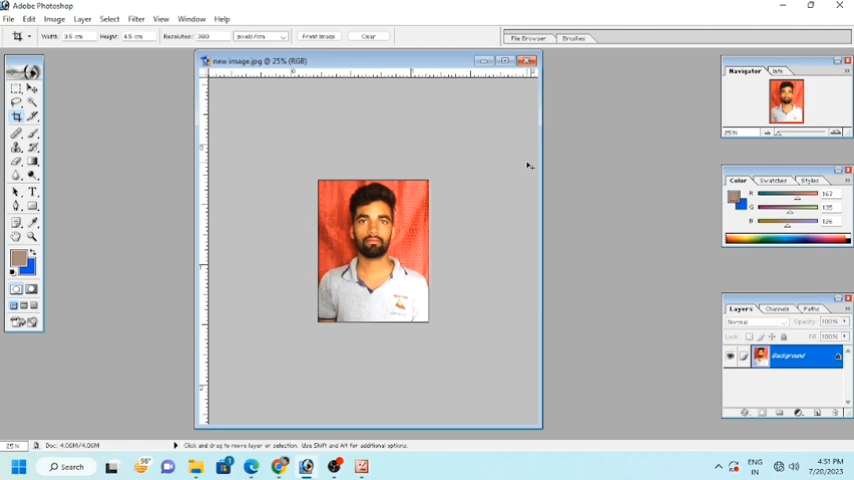 Adobe Photoshop
File Edit Image Layer Select Filter View Window Help
Width: 3.5 cm Height: 4.5 cm Resolution: 300 pixels/cm Front Image Clear File Browser Brushes
new image.jpg @ 25% (RGB)
Navigator Info
25%
Color Swatches Styles
R 167
G 135
B 126
Layers Channels Paths
Normal Opacity: 100%
Lock: Fill: 100%
Background
25% Doc: 4.06M/4.06M Click and drag to move layer or selection. Use Shift and Alt for additional options.
98°
Search
ENG
IN
4:51 PM
7/20/2023